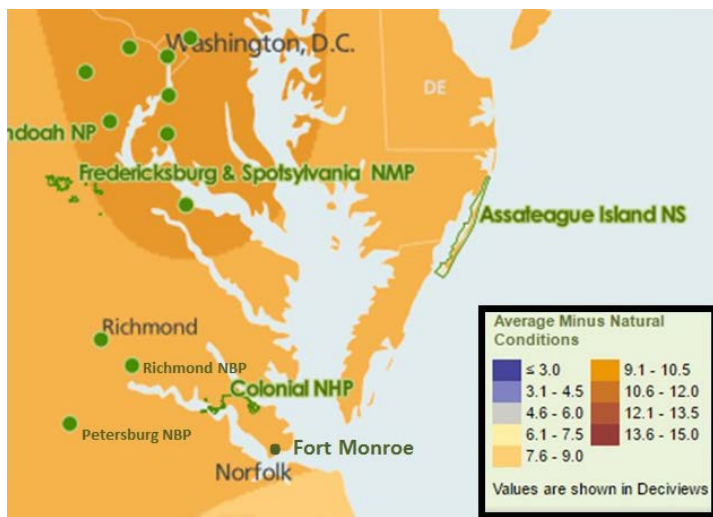 Washington, D.C.
DE
ndoah NP
Fredericksburg & Spotsylvania NMP
Assateague Island NS
Richmond
Richmond NBP
Colonial NHP
Petersburg NBP
Fort Monroe
Norfolk
Average Minus Natural
Conditions
≤ 3.0
3.1 - 4.5
4.6 - 6.0
6.1 - 7.5
7.6 - 9.0
9.1 - 10.5
10.6 - 12.0
12.1 - 13.5
13.6 - 15.0
Values are shown in Deciviews